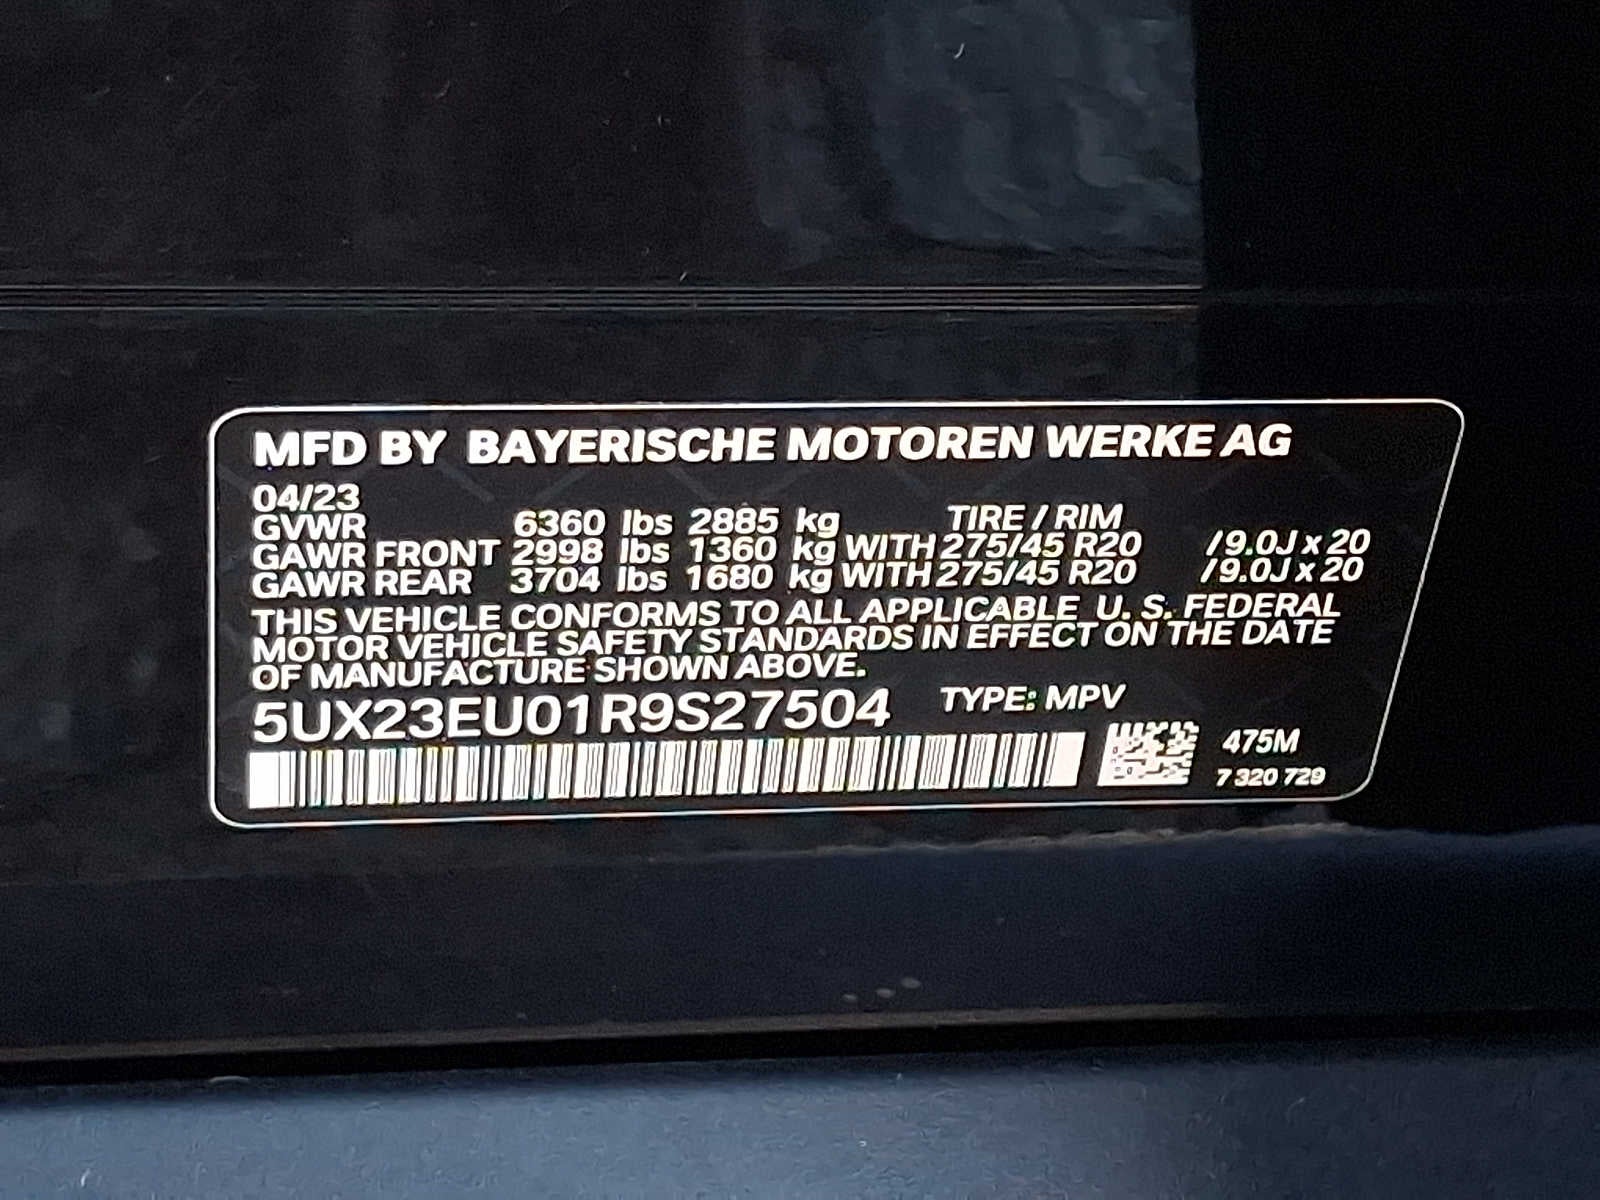 MFD BY BAYERISCHE MOTOREN WERKE AG
04/23
GVWR 6360 lbs 2885 kg TIRE / RIM
GAWR FRONT 2998 lbs 1360 kg WITH 275/45 R20 / 9.0J x 20
GAWR REAR 3704 lbs 1680 kg WITH 275/45 R20 / 9.0J x 20
THIS VEHICLE CONFORMS TO ALL APPLICABLE U. S. FEDERAL
MOTOR VEHICLE SAFETY STANDARDS IN EFFECT ON THE DATE
OF MANUFACTURE SHOWN ABOVE.
5UX23EU01R9S27504 TYPE: MPV
475M
7 320 729